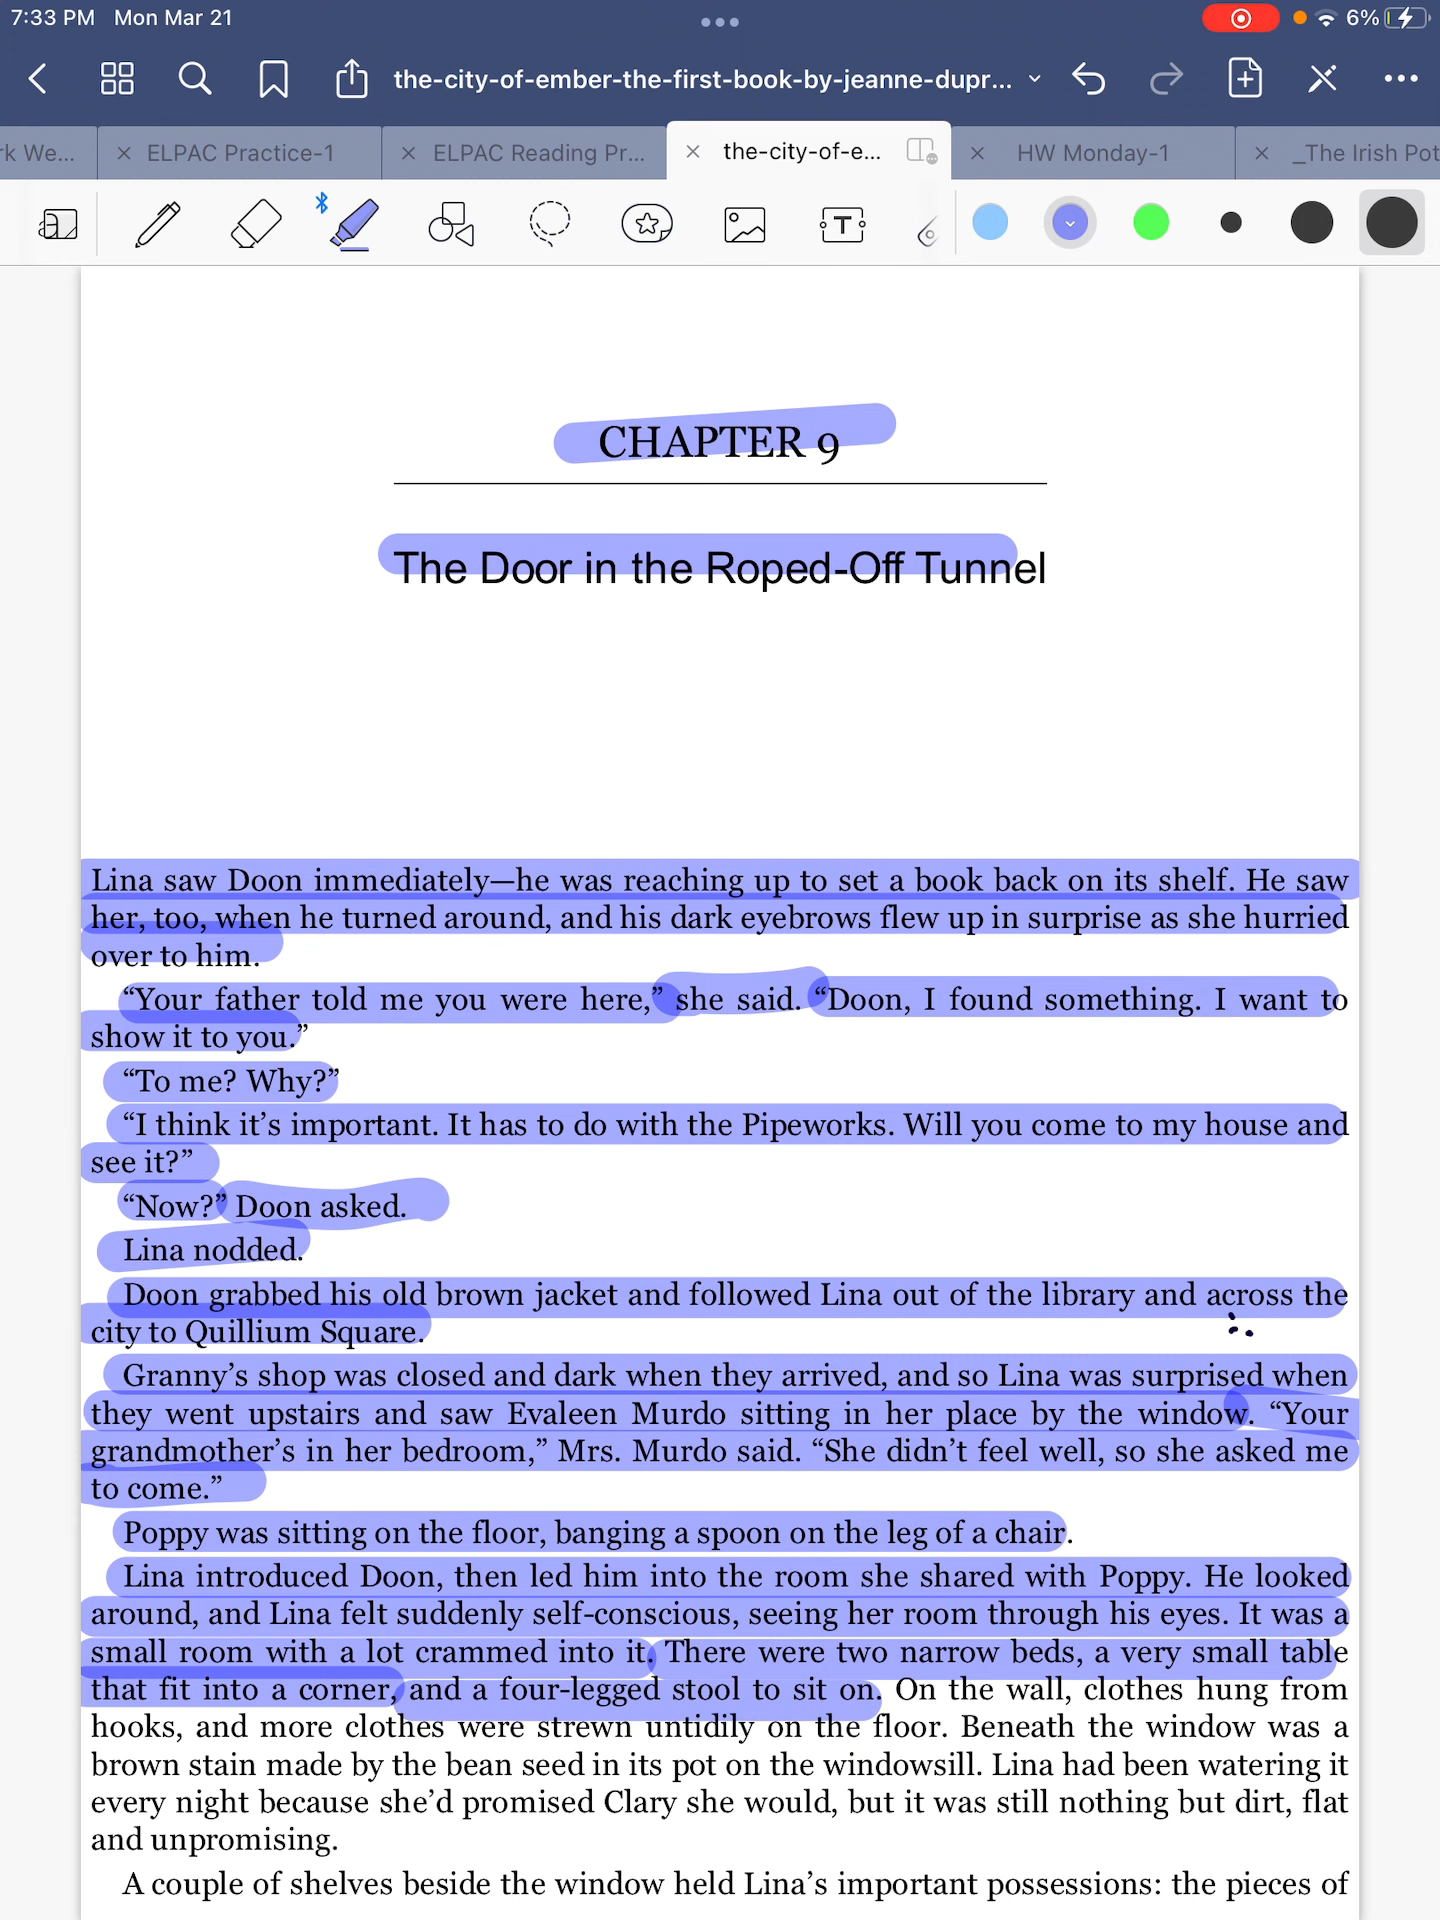 7:33 PM Mon Mar 21
6%
the-city-of-ember-the-first-book-by-jeanne-dupr...
rk We...
ELPAC Practice-1
ELPAC Reading Pr...
the-city-of-e...
HW Monday-1
_The Irish Pot
CHAPTER 9
The Door in the Roped-Off Tunnel
Lina saw Doon immediately—he was reaching up to set a book back on its shelf. He saw
her, too, when he turned around, and his dark eyebrows flew up in surprise as she hurried
over to him.
“Your father told me you were here,” she said. “Doon, I found something. I want to
show it to you.”
“To me? Why?”
“I think it’s important. It has to do with the Pipeworks. Will you come to my house and
see it?”
“Now?” Doon asked.
Lina nodded.
Doon grabbed his old brown jacket and followed Lina out of the library and across the
city to Quillium Square.
Granny’s shop was closed and dark when they arrived, and so Lina was surprised when
they went upstairs and saw Evaleen Murdo sitting in her place by the window. “Your
grandmother’s in her bedroom,” Mrs. Murdo said. “She didn’t feel well, so she asked me
to come.”
Poppy was sitting on the floor, banging a spoon on the leg of a chair.
Lina introduced Doon, then led him into the room she shared with Poppy. He looked
around, and Lina felt suddenly self-conscious, seeing her room through his eyes. It was a
small room with a lot crammed into it. There were two narrow beds, a very small table
that fit into a corner, and a four-legged stool to sit on. On the wall, clothes hung from
hooks, and more clothes were strewn untidily on the floor. Beneath the window was a
brown stain made by the bean seed in its pot on the windowsill. Lina had been watering it
every night because she’d promised Clary she would, but it was still nothing but dirt, flat
and unpromising.
A couple of shelves beside the window held Lina’s important possessions: the pieces of